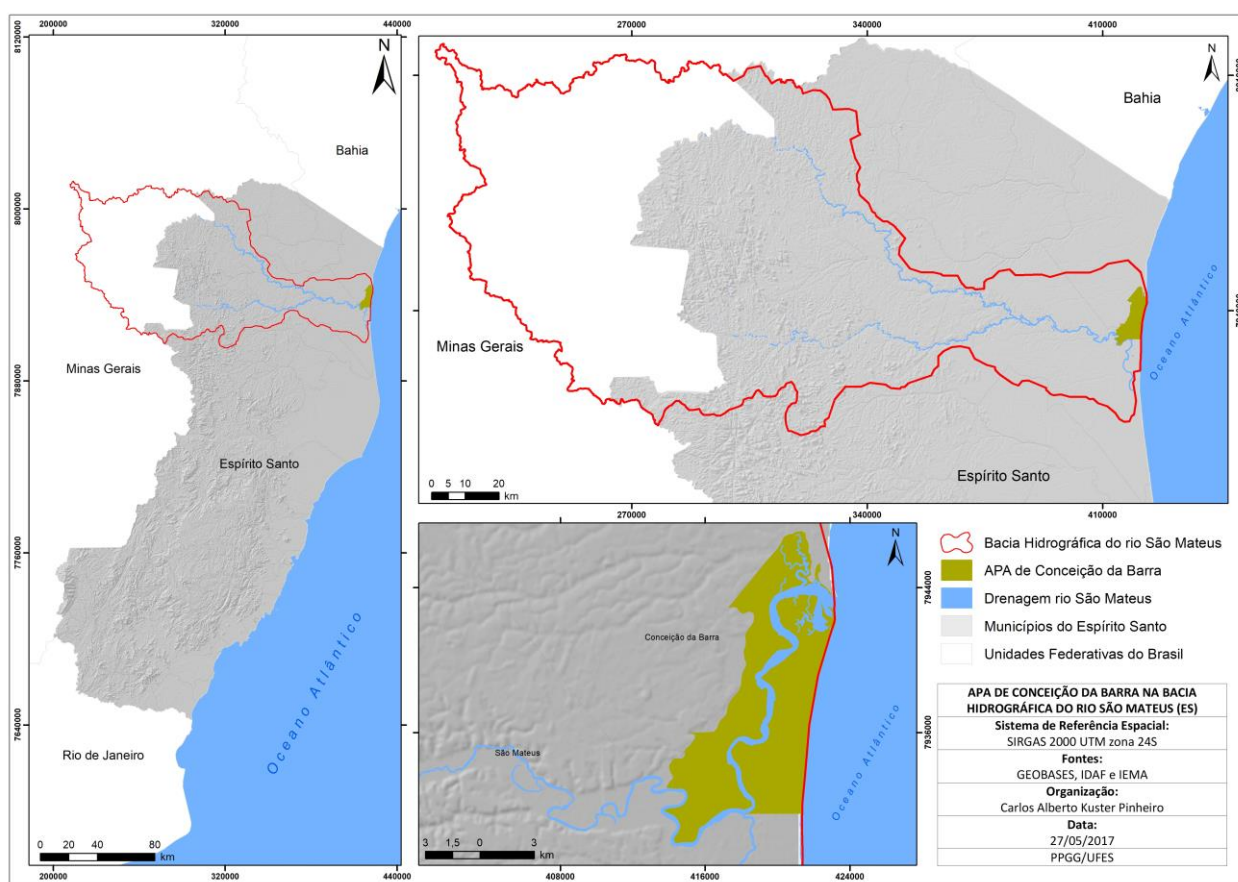 200000
320000
440000
8120000
8000000
7880000
7760000
7640000
N
Bahia
Minas Gerais
Espírito Santo
Rio de Janeiro
Oceano Atlântico
0 20 40 60 80
km
200000
320000
440000
270000
340000
410000
N
Bahia
Minas Gerais
Oceano Atlântico
Espírito Santo
0 5 10 20
km
270000
340000
410000
N
7944000
Conceição da Barra
7936000
São Mateus
Oceano Atlântico
3 1,5 0 3
km
408000
416000
424000
Bacia Hidrográfica do rio São Mateus
APA de Conceição da Barra
Drenagem rio São Mateus
Municípios do Espírito Santo
Unidades Federativas do Brasil
APA DE CONCEIÇÃO DA BARRA NA BACIA
HIDROGRÁFICA DO RIO SÃO MATEUS (ES)
Sistema de Referência Espacial:
SIRGAS 2000 UTM zona 24S
Fontes:
GEOBASES, IDAF e IEMA
Organização:
Carlos Alberto Kuster Pinheiro
Data:
27/05/2017
PPGG/UFES